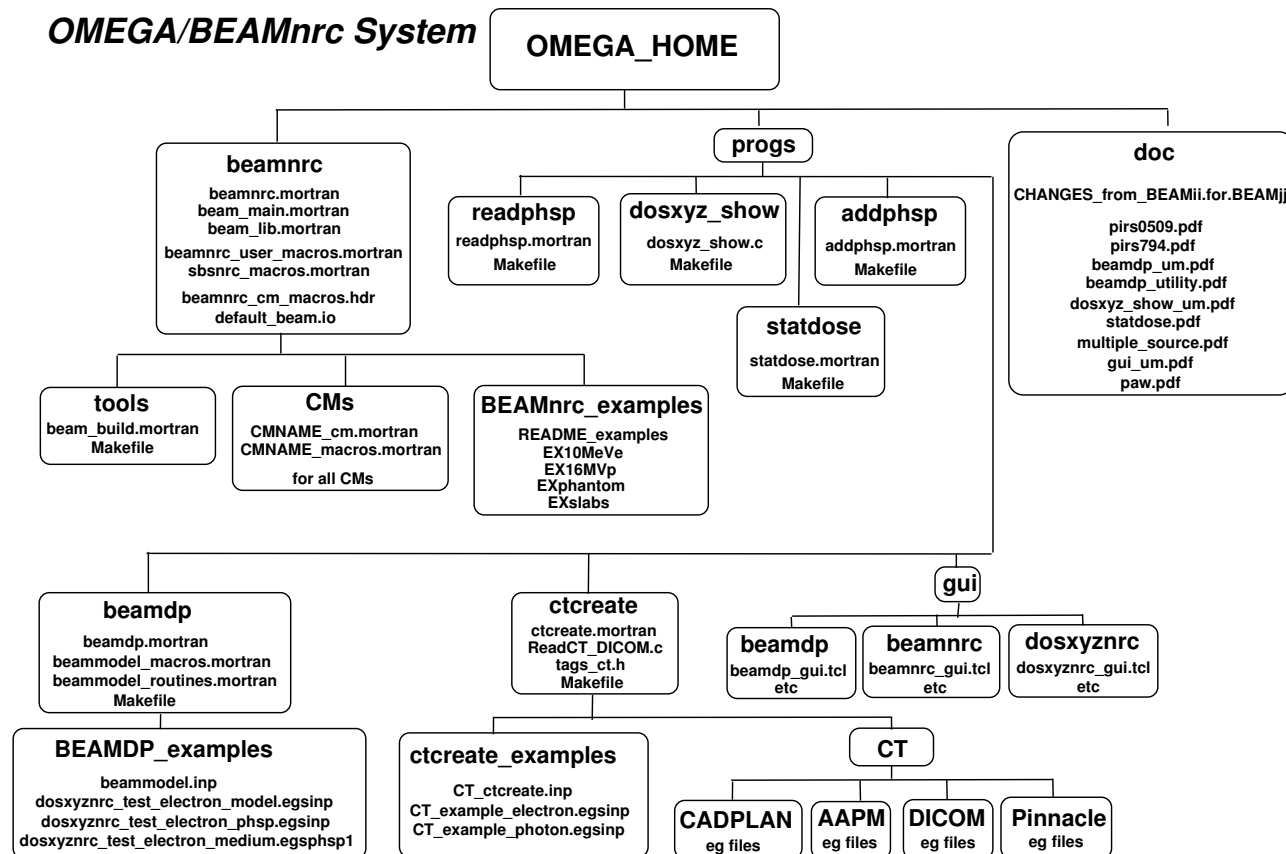 OMEGA/BEAMnrc System
OMEGA_HOME
beamnrc
beamnrc.mortran
beam_main.mortran
beam_lib.mortran
beamnrc_user_macros.mortran
sbsnrc_macros.mortran
beamnrc_cm_macros.hdr
default_beam.io
progs
doc
CHANGES_from_BEAMii.for.BEAMjj
pirs0509.pdf
pirs794.pdf
beamdp_um.pdf
beamdp_utility.pdf
dosxyz_show_um.pdf
statdose.pdf
multiple_source.pdf
gui_um.pdf
paw.pdf
readphsp
readphsp.mortran
Makefile
dosxyz_show
dosxyz_show.c
Makefile
addphsp
addphsp.mortran
Makefile
statdose
statdose.mortran
Makefile
tools
beam_build.mortran
Makefile
CMs
CMNAME_cm.mortran
CMNAME_macros.mortran
for all CMs
BEAMnrc_examples
README_examples
EX10MeVe
EX16MVp
EXphantom
EXslabs
beamdp
beamdp.mortran
beammodel_macros.mortran
beammodel_routines.mortran
Makefile
ctcreate
ctcreate.mortran
ReadCT_DICOM.c
tags_ct.h
Makefile
gui
beamdp
beamdp_gui.tcl
etc
beamnrc
beamnrc_gui.tcl
etc
dosxyznrc
dosxyznrc_gui.tcl
etc
BEAMDP_examples
beammodel.inp
dosxyznrc_test_electron_model.egsinp
dosxyznrc_test_electron_phsp.egsinp
dosxyznrc_test_electron_medium.egsphsp1
ctcreate_examples
CT_ctcreate.inp
CT_example_electron.egsinp
CT_example_photon.egsinp
CT
CADPLAN
eg files
AAPM
eg files
DICOM
eg files
Pinnacle
eg files